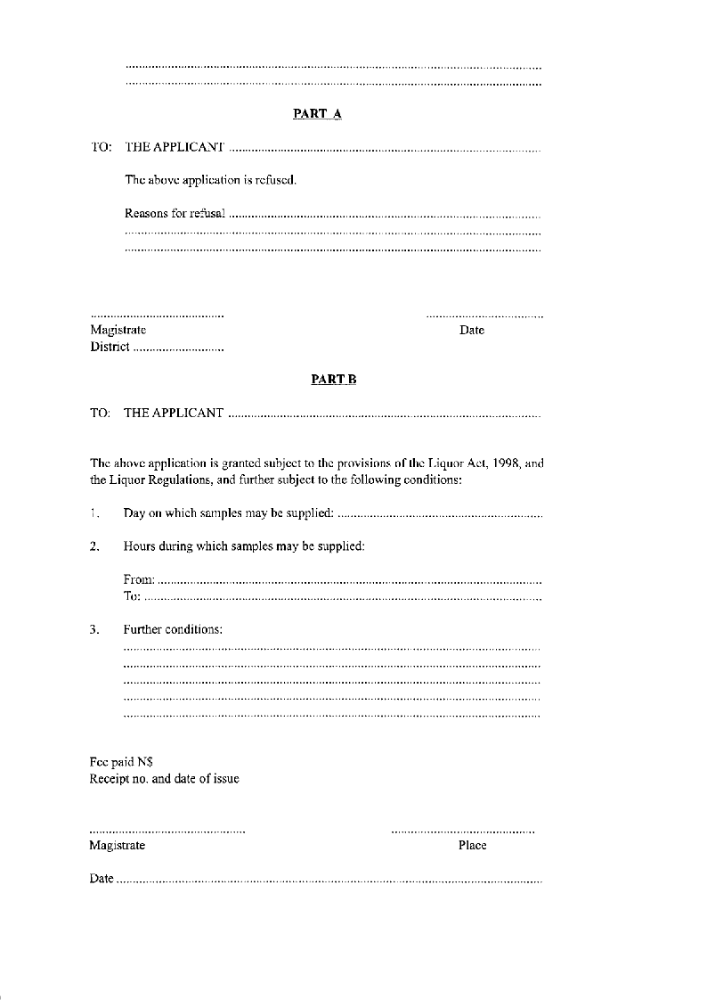 PART A
TO: THE APPLICANT ........................................
The above application is refused.
Reasons for refusal ........................................
Magistrate Date
District ............................
PART B
TO: THE APPLICANT ........................................
The above application is granted subject to the provisions of the Liquor Act, 1998, and
the Liquor Regulations, and further subject to the following conditions:
1. Day on which samples may be supplied: ........................................
2. Hours during which samples may be supplied:
From: ........................................
To: ........................................
3. Further conditions:
Fee paid N$
Receipt no. and date of issue
Magistrate Place
Date ........................................